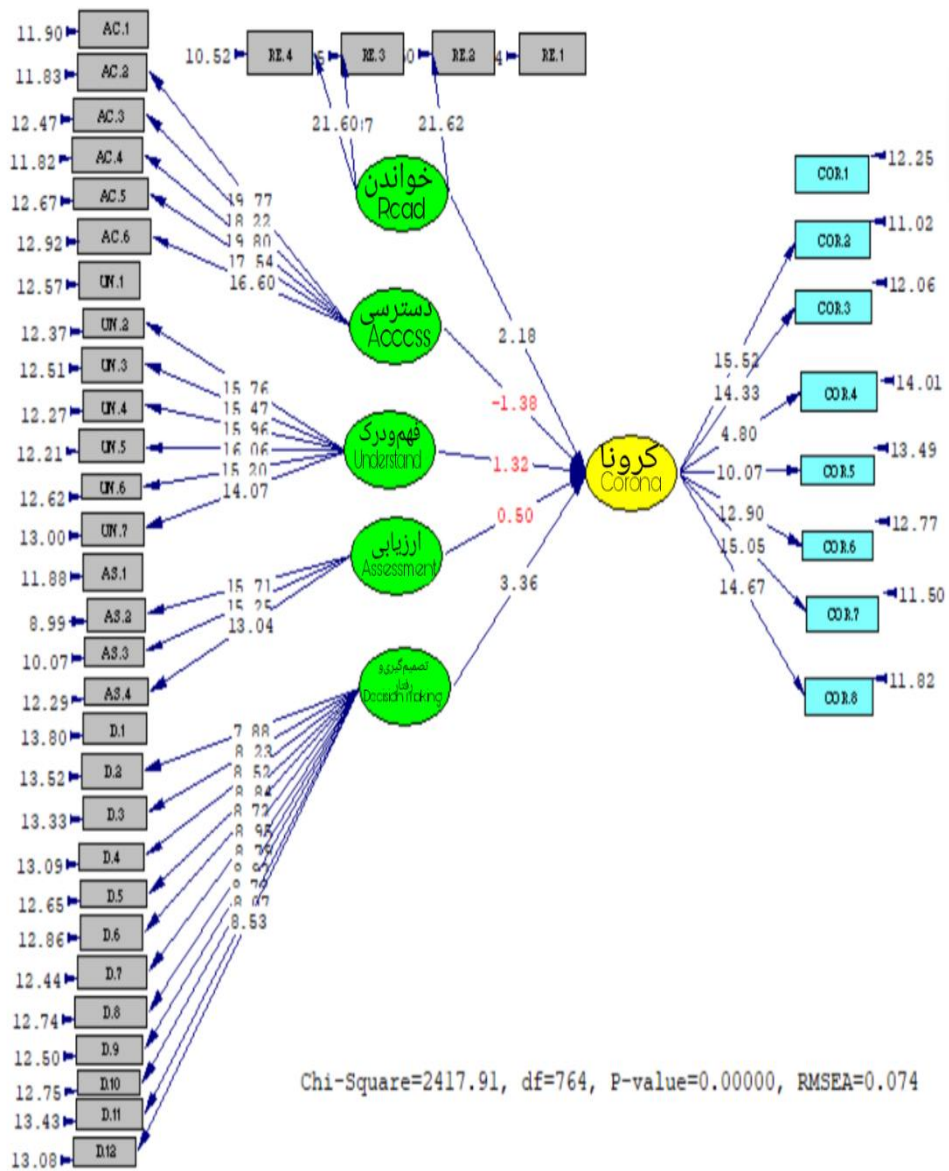 11.90 AC.1
11.83 AC.2
12.47 AC.3
11.82 AC.4
12.67 AC.5
12.92 AC.6
12.57 UN.1
12.37 UN.2
12.51 UN.3
12.27 UN.4
12.21 UN.5
12.62 UN.6
13.00 UN.7
11.88 AS.1
8.99 AS.2
10.07 AS.3
12.29 AS.4
13.80 D.1
13.52 D.2
13.33 D.3
13.09 D.4
12.65 D.5
12.86 D.6
12.44 D.7
12.74 D.8
12.50 D.9
12.75 D.10
13.43 D.11
13.08 D.12
10.52 RE.4 RE.3 RE.2 RE.1
21.60 21.62
خواندن
Read
19.77
18.22
19.80
17.54
16.60
دسترسی
Access
15.76
15.47
15.96
16.06
15.20
14.07
فهم‌ودرک
Understand
15.71
15.25
13.04
ارزیابی
Assessment
7.88
8.23
8.52
8.84
8.72
8.53
تصمیم‌گیری‌و
رفتار
Decision Making
2.18
-1.38
1.32
0.50
3.36
کرونا
Corona
15.52
14.33
4.80
10.07
12.90
15.05
14.67
COR.1 12.25
COR.2 11.02
COR.3 12.06
COR.4 14.01
COR.5 13.49
COR.6 12.77
COR.7 11.50
COR.8 11.82
Chi-Square=2417.91, df=764, P-value=0.00000, RMSEA=0.074